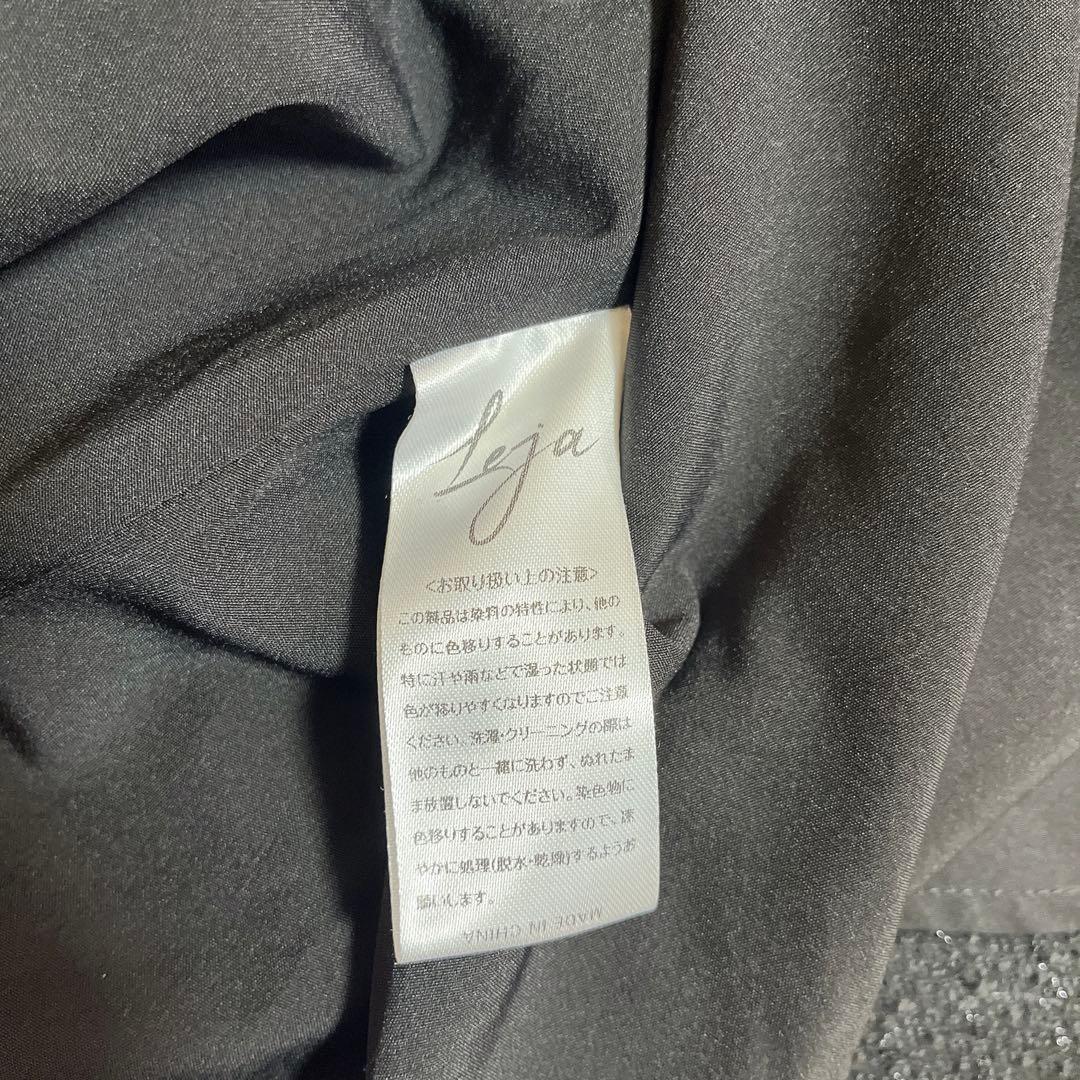 Leja
<お取り扱い上の注意>
この製品は染料の特性により、他の
ものに色移りすることがあります。
特に汗や雨などで湿った状態では
色が移りやすくなりますのでご注意
ください。洗濯・クリーニングの際は
他のものと一緒に洗わず、ぬれたま
ま放置しないでください。染色物に
色移りすることがありますので、速
やかに処理(脱水・乾燥)するようお
願いします。
MADE IN CHINA